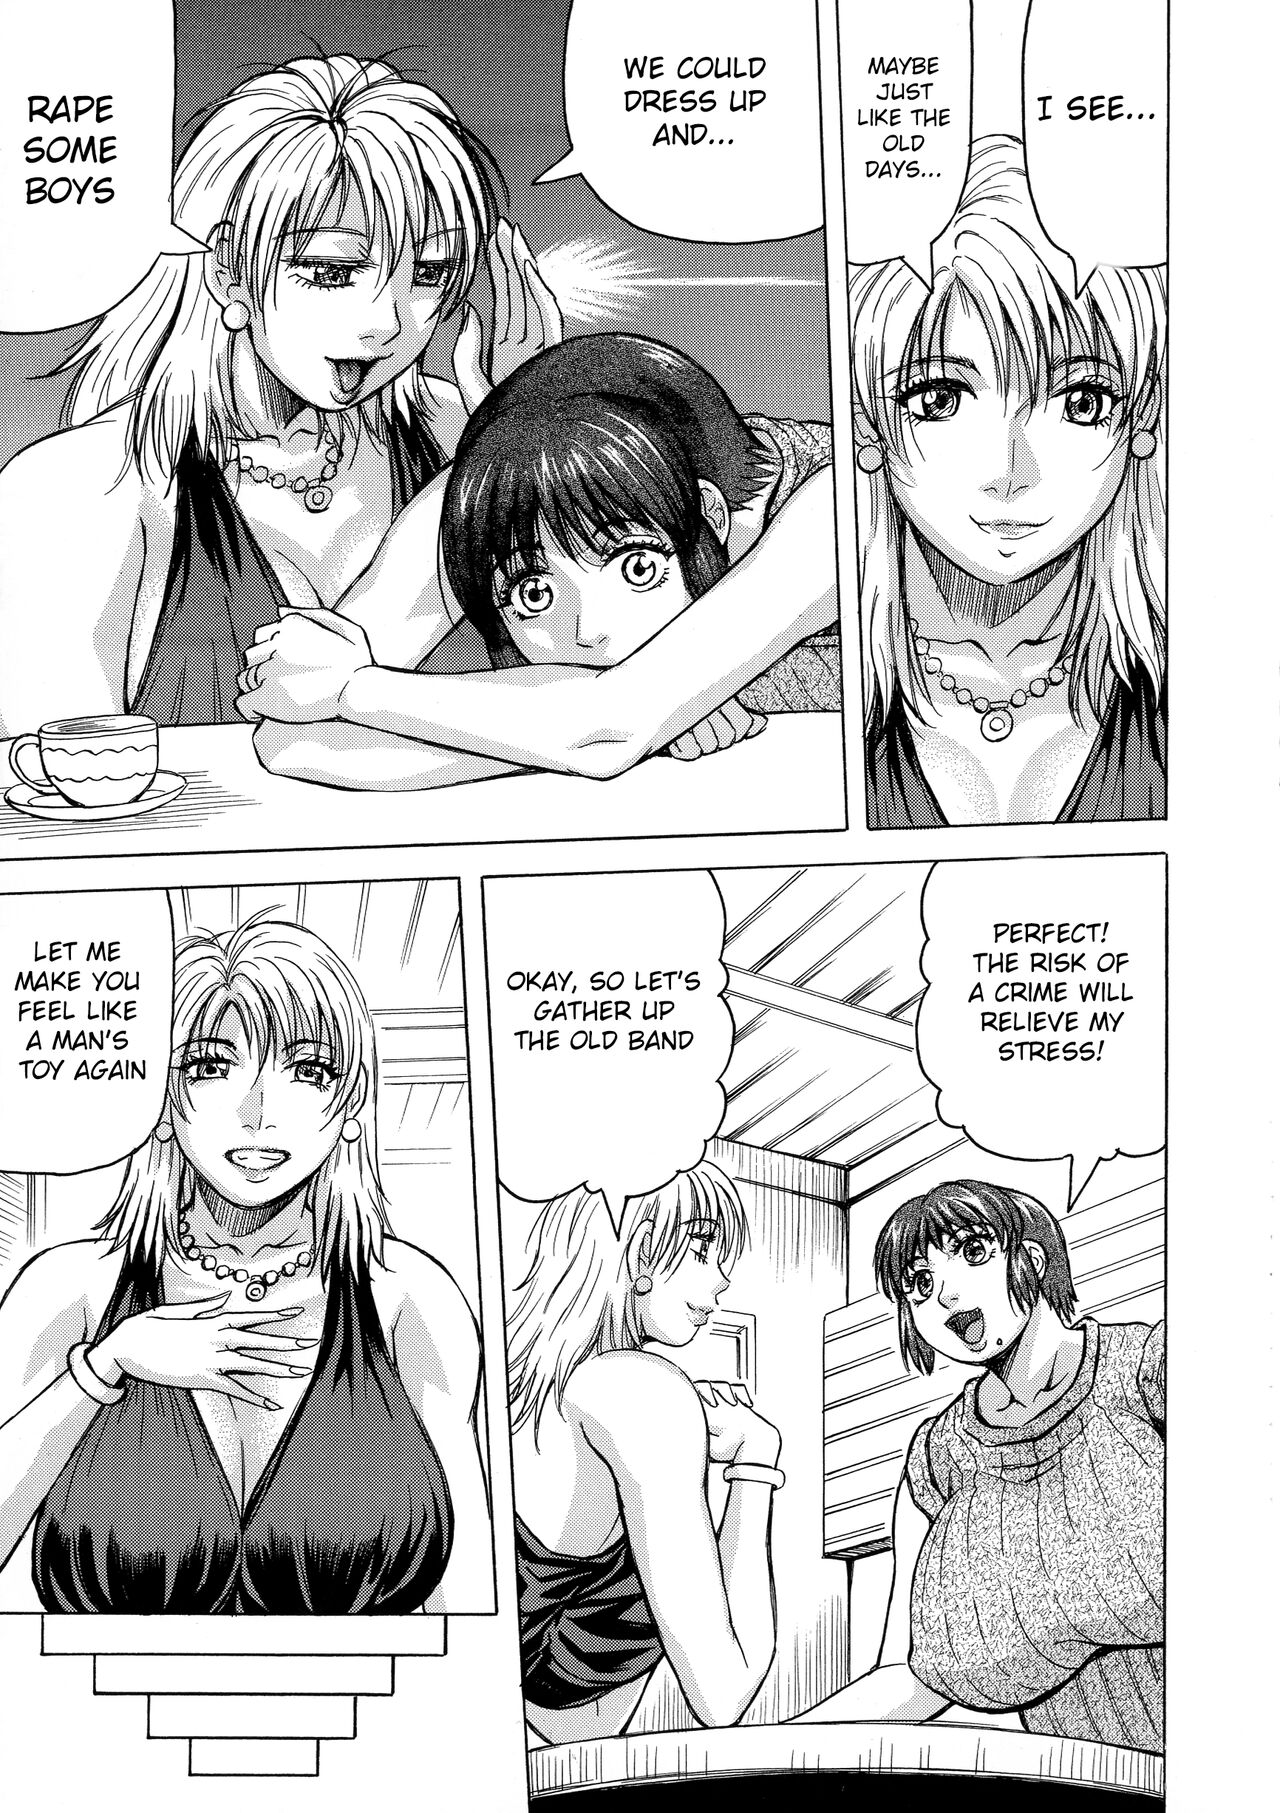 I SEE...
MAYBE
JUST
LIKE THE
OLD
DAYS...
WE COULD
DRESS UP
AND...
RAPE
SOME
BOYS
PERFECT!
THE RISK OF
A CRIME WILL
RELIEVE MY
STRESS!
OKAY, SO LET'S
GATHER UP
THE OLD BAND
LET ME
MAKE YOU
FEEL LIKE
A MAN'S
TOY AGAIN